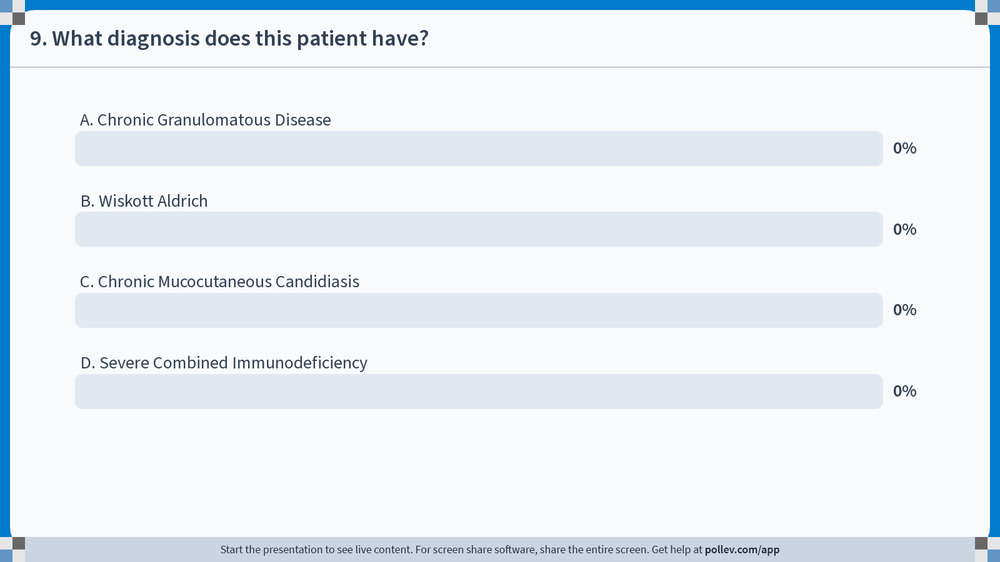 9. What diagnosis does this patient have?
A. Chronic Granulomatous Disease
0%
B. Wiskott Aldrich
0%
C. Chronic Mucocutaneous Candidiasis
0%
D. Severe Combined Immunodeficiency
0%
Start the presentation to see live content. For screen share software, share the entire screen. Get help at pollev.com/app